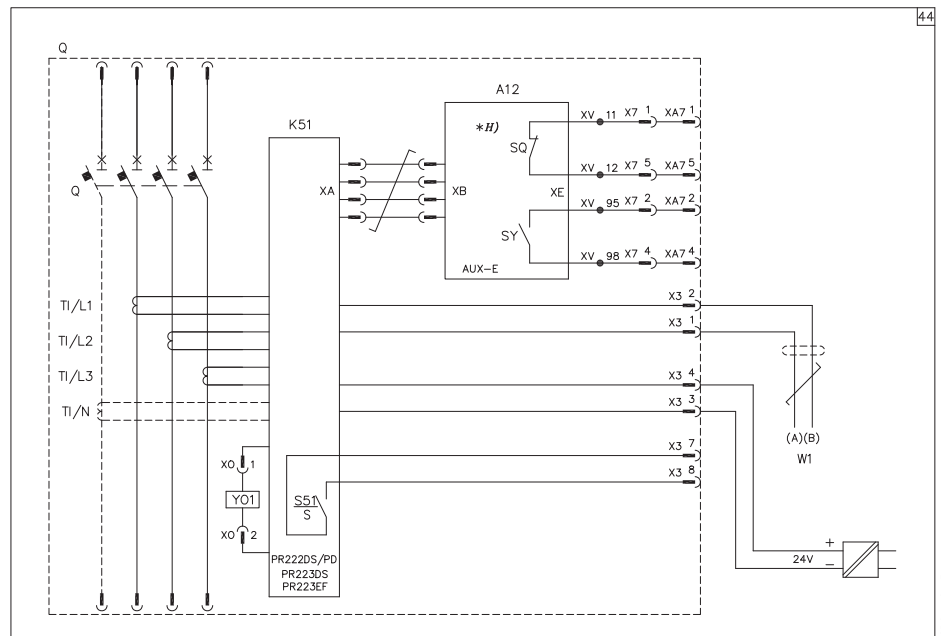 44
Q
A12
K51
*H)
XV 11 X7 1 XA7 1
SQ
XV 12 X7 5 XA7 5
XA
XB
XE
Q
XV 95 X7 2 XA7 2
SY
XV 98 X7 4 XA7 4
AUX-E
TI/L1
X3 2
X3 1
TI/L2
TI/L3
X3 4
TI/N
X3 3
(A)(B)
W1
X3 7
X0 1
X3 8
Y01
S51
S
X0 2
+
24V
−
PR222DS/PD
PR223DS
PR223EF